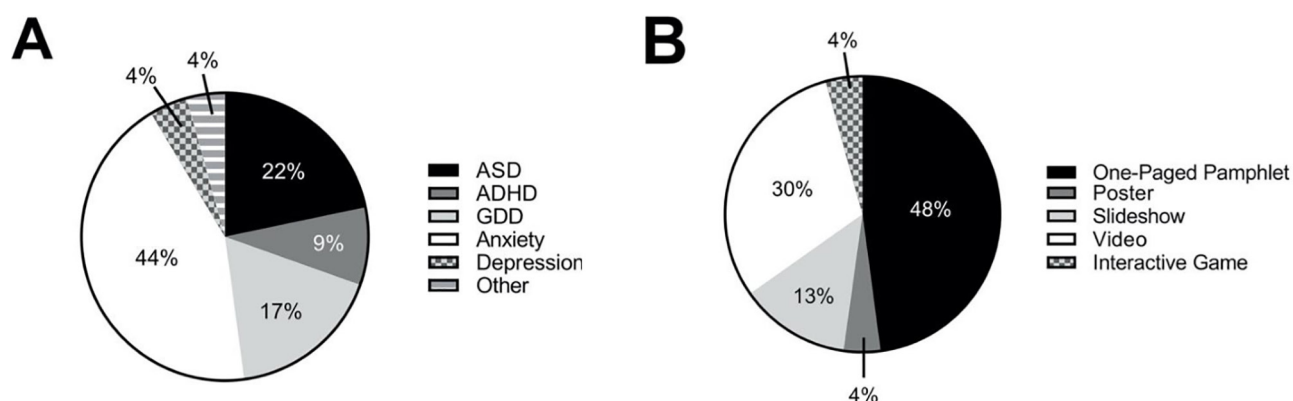 A
4%
4%
22%
9%
17%
44%
ASD
ADHD
GDD
Anxiety
Depression
Other
B
4%
48%
30%
13%
4%
One-Paged Pamphlet
Poster
Slideshow
Video
Interactive Game